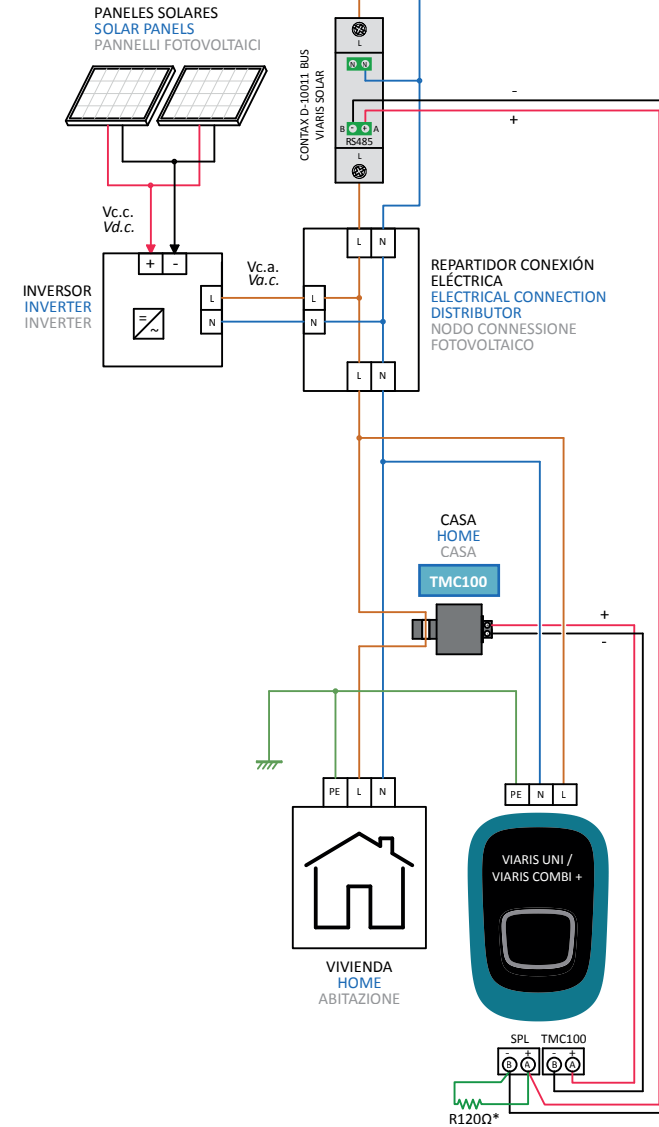 PANELES SOLARES
SOLAR PANELS
PANNELLI FOTOVOLTAICI
L
N N
CONTAX D-10011 BUS
VIARIS SOLAR
B - + A
RS485
L
-
+
Vc.c.
Vd.c.
+ -
INVERSOR
INVERTER
INVERTER
=
~
L
N
Vc.a.
Va.c.
L N
L
N
L N
REPARTIDOR CONEXIÓN
ELÉCTRICA
ELECTRICAL CONNECTION
DISTRIBUTOR
NODO CONNESSIONE
FOTOVOLTAICO
CASA
HOME
CASA
TMC100
+
-
PE L N
PE N L
VIARIS UNI /
VIARIS COMBI +
VIVIENDA
HOME
ABITAZIONE
SPL TMC100
- + - +
B A B A
R120Ω*